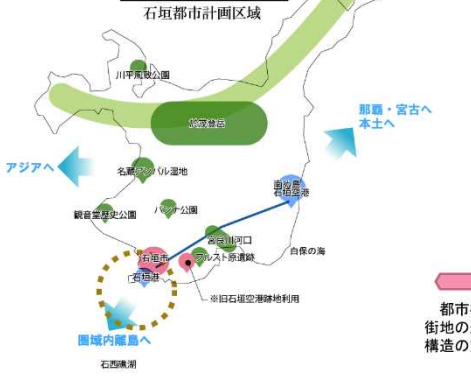 石垣都市計画区域
川平風致公園
於茂登岳
那覇・宮古へ
本土へ
アジアへ
名蔵アンパル湿地
南ぬ島
石垣空港
観音堂歴史公園
バンナ公園
宮良川河口
白保の海
石垣市
フルスト原遺跡
石垣港
※旧石垣空港跡地利用
圏域内離島へ
石西礁湖
都市
街地の
構造の